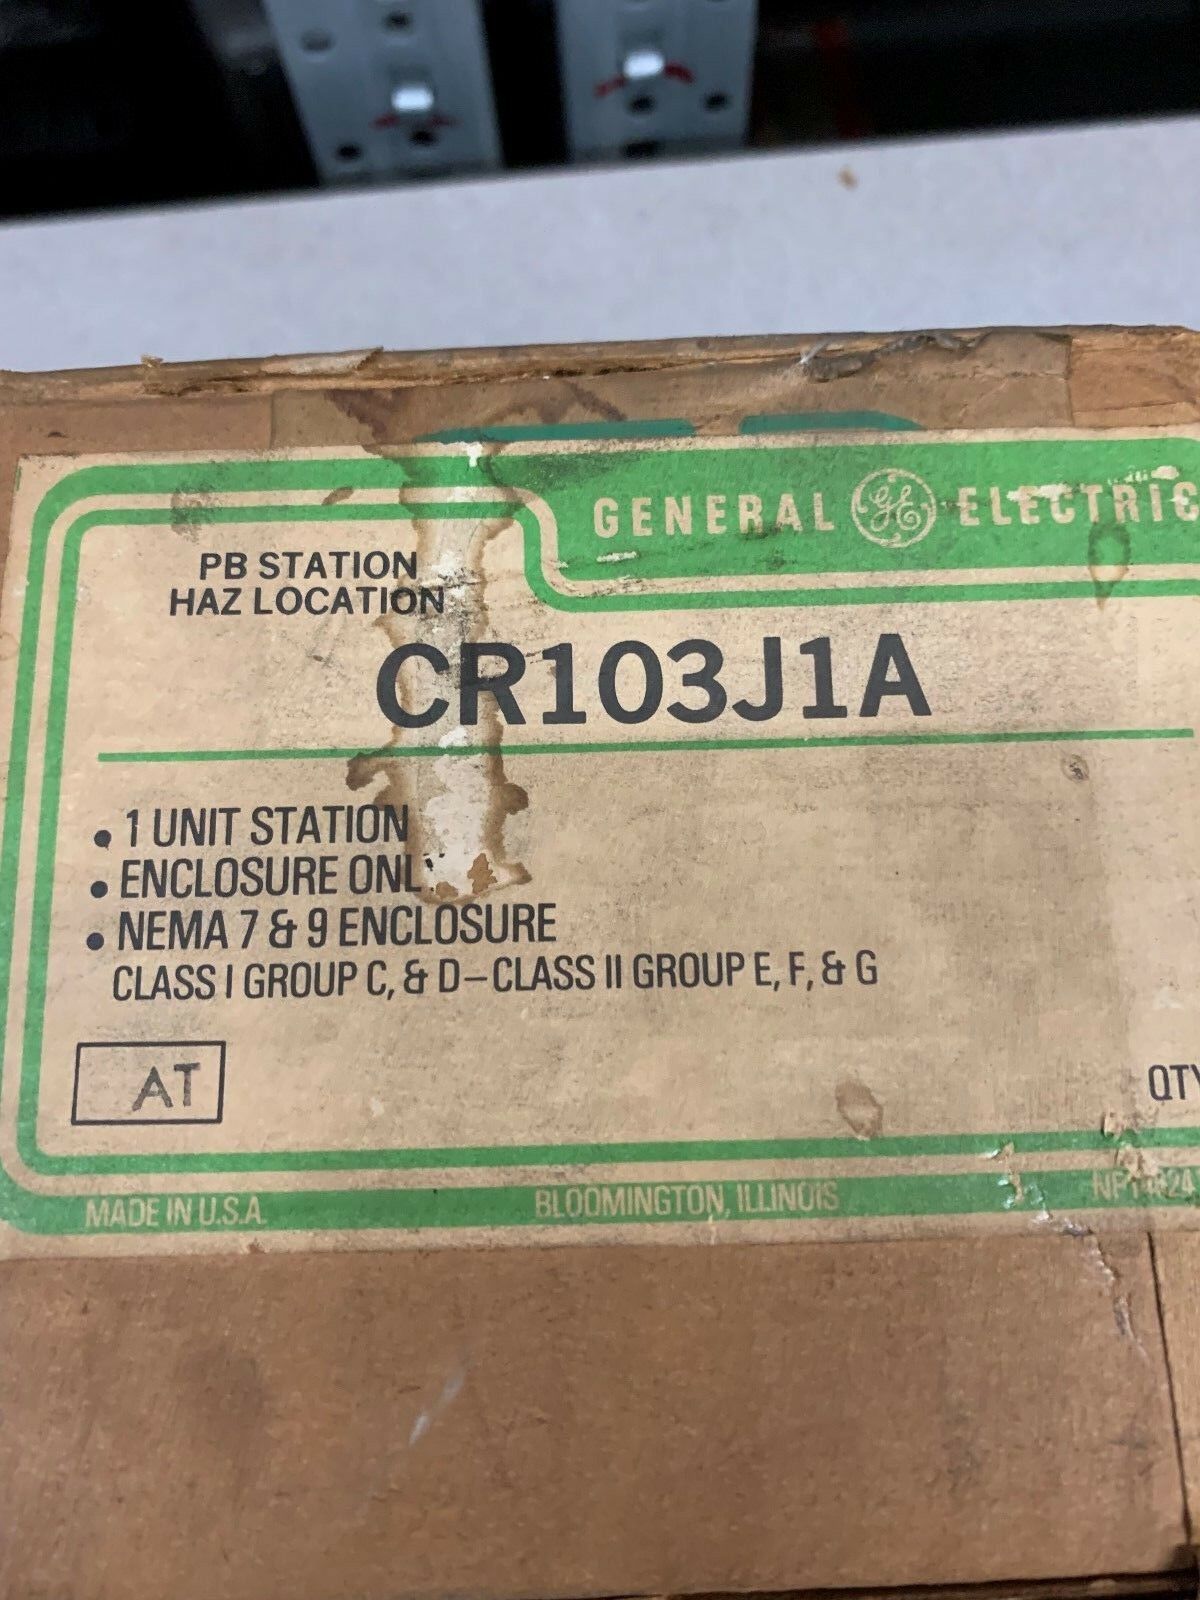 GENERAL GE ELECTRIC
PB STATION
HAZ LOCATION
CR103J1A
• 1 UNIT STATION
• ENCLOSURE ONL
• NEMA 7 & 9 ENCLOSURE
CLASS I GROUP C, & D–CLASS II GROUP E, F, & G
AT
QTY
MADE IN U.S.A.
BLOOMINGTON, ILLINOIS